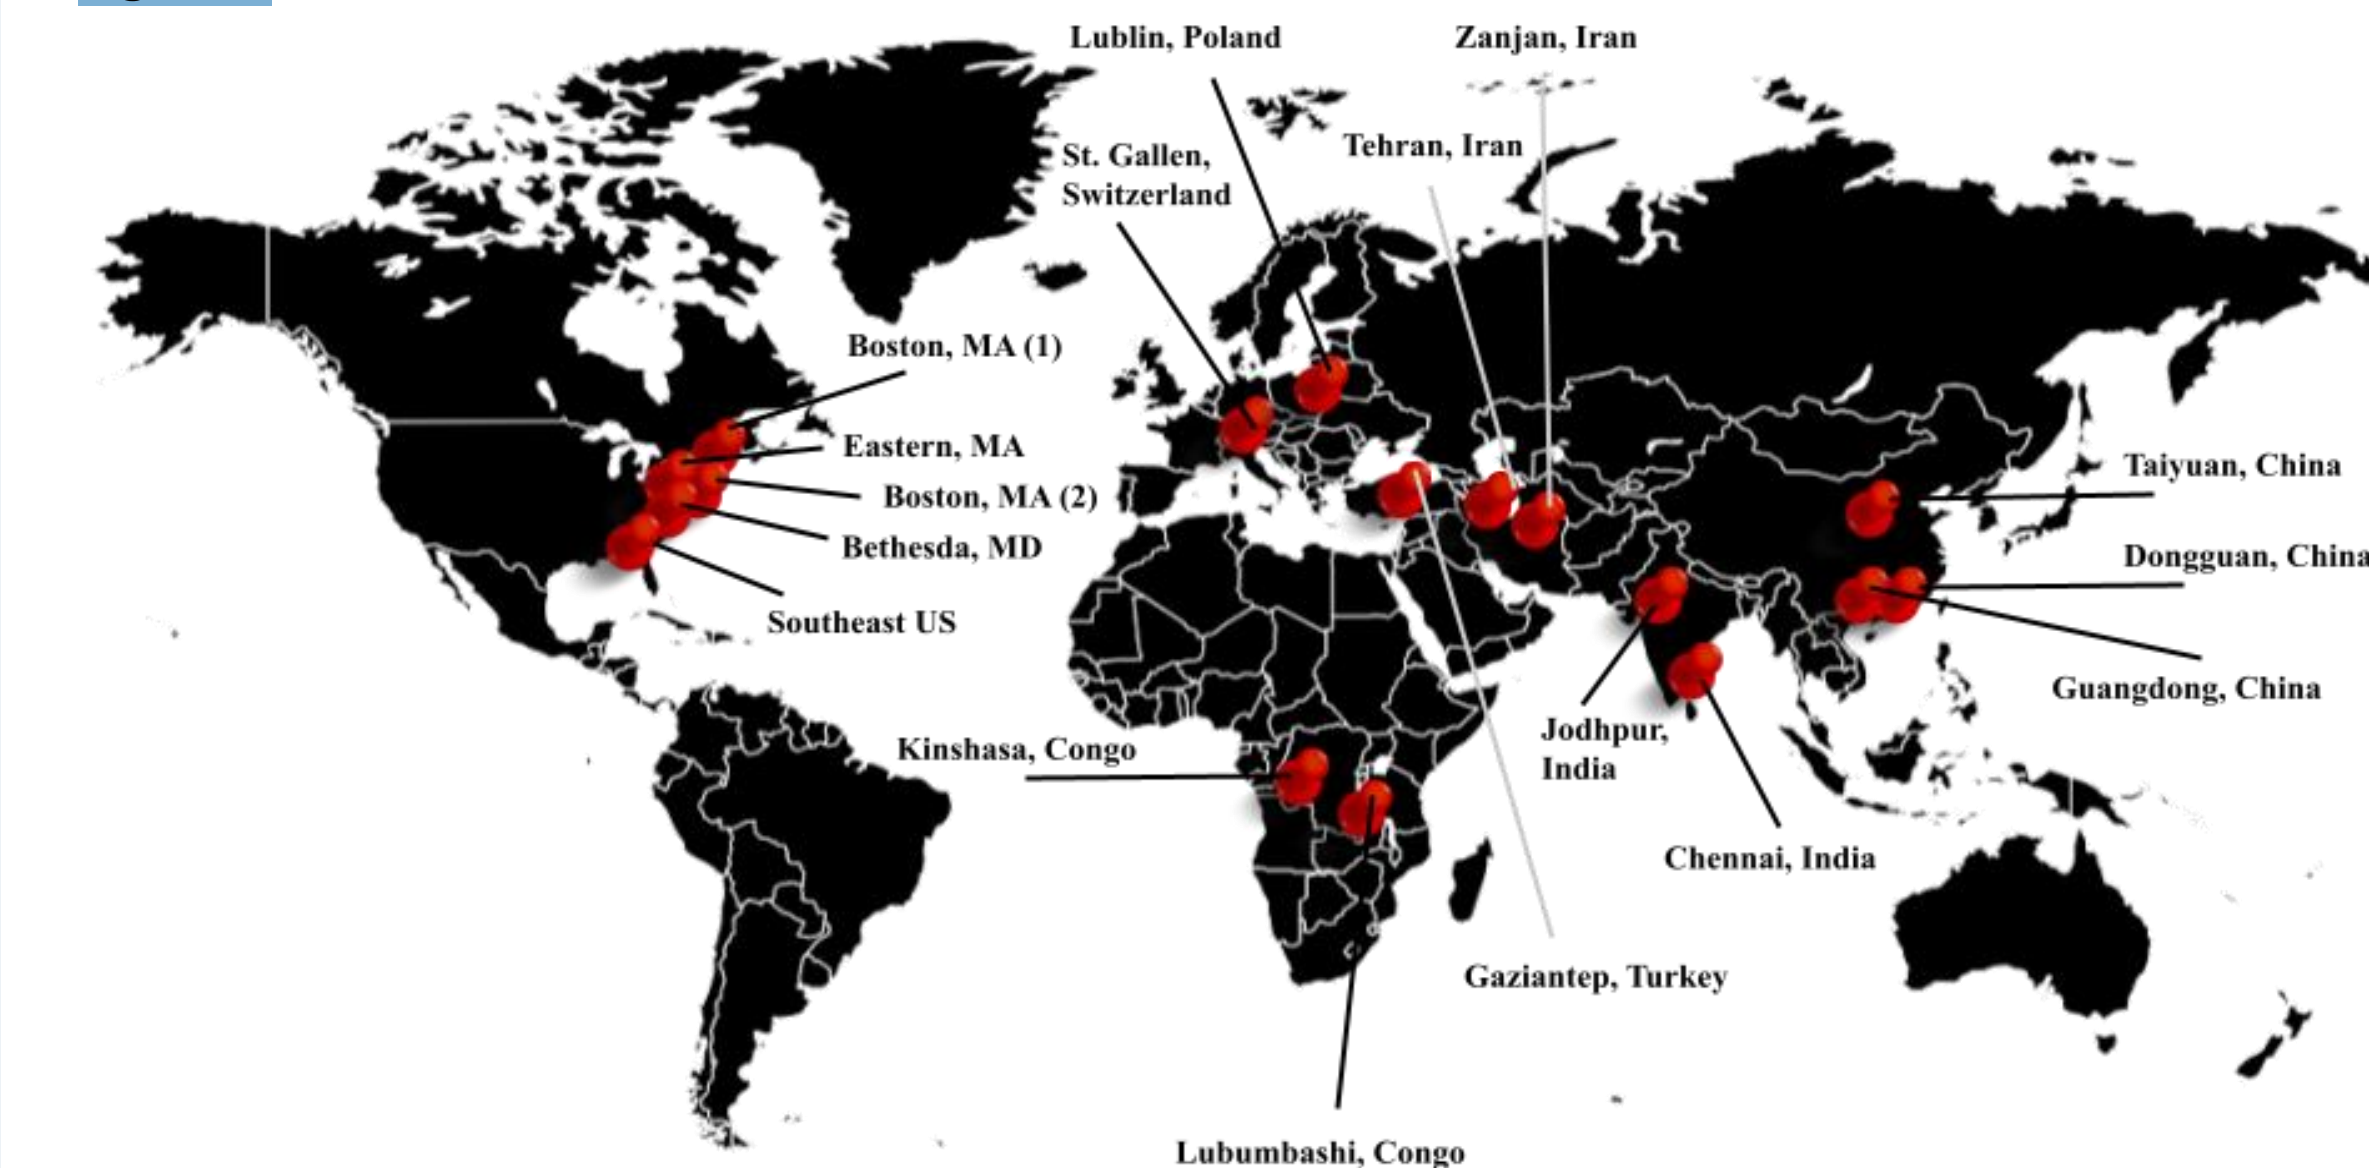 Lublin, Poland
Zanjan, Iran
Tehran, Iran
St. Gallen,
Switzerland
Boston, MA (1)
Eastern, MA
Boston, MA (2)
Bethesda, MD
Southeast US
Taiyuan, China
Dongguan, China
Guangdong, China
Jodhpur,
India
Kinshasa, Congo
Chennai, India
Gaziantep, Turkey
Lubumbashi, Congo